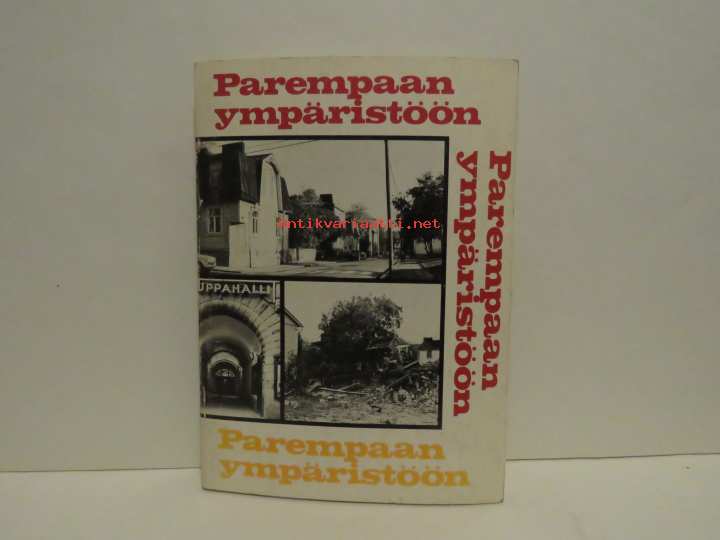 Parempaan
ympäristöön
Parempaan
ympäristöön
antikvariaatti.net
UPPAHALLI
Parempaan
ympäristöön